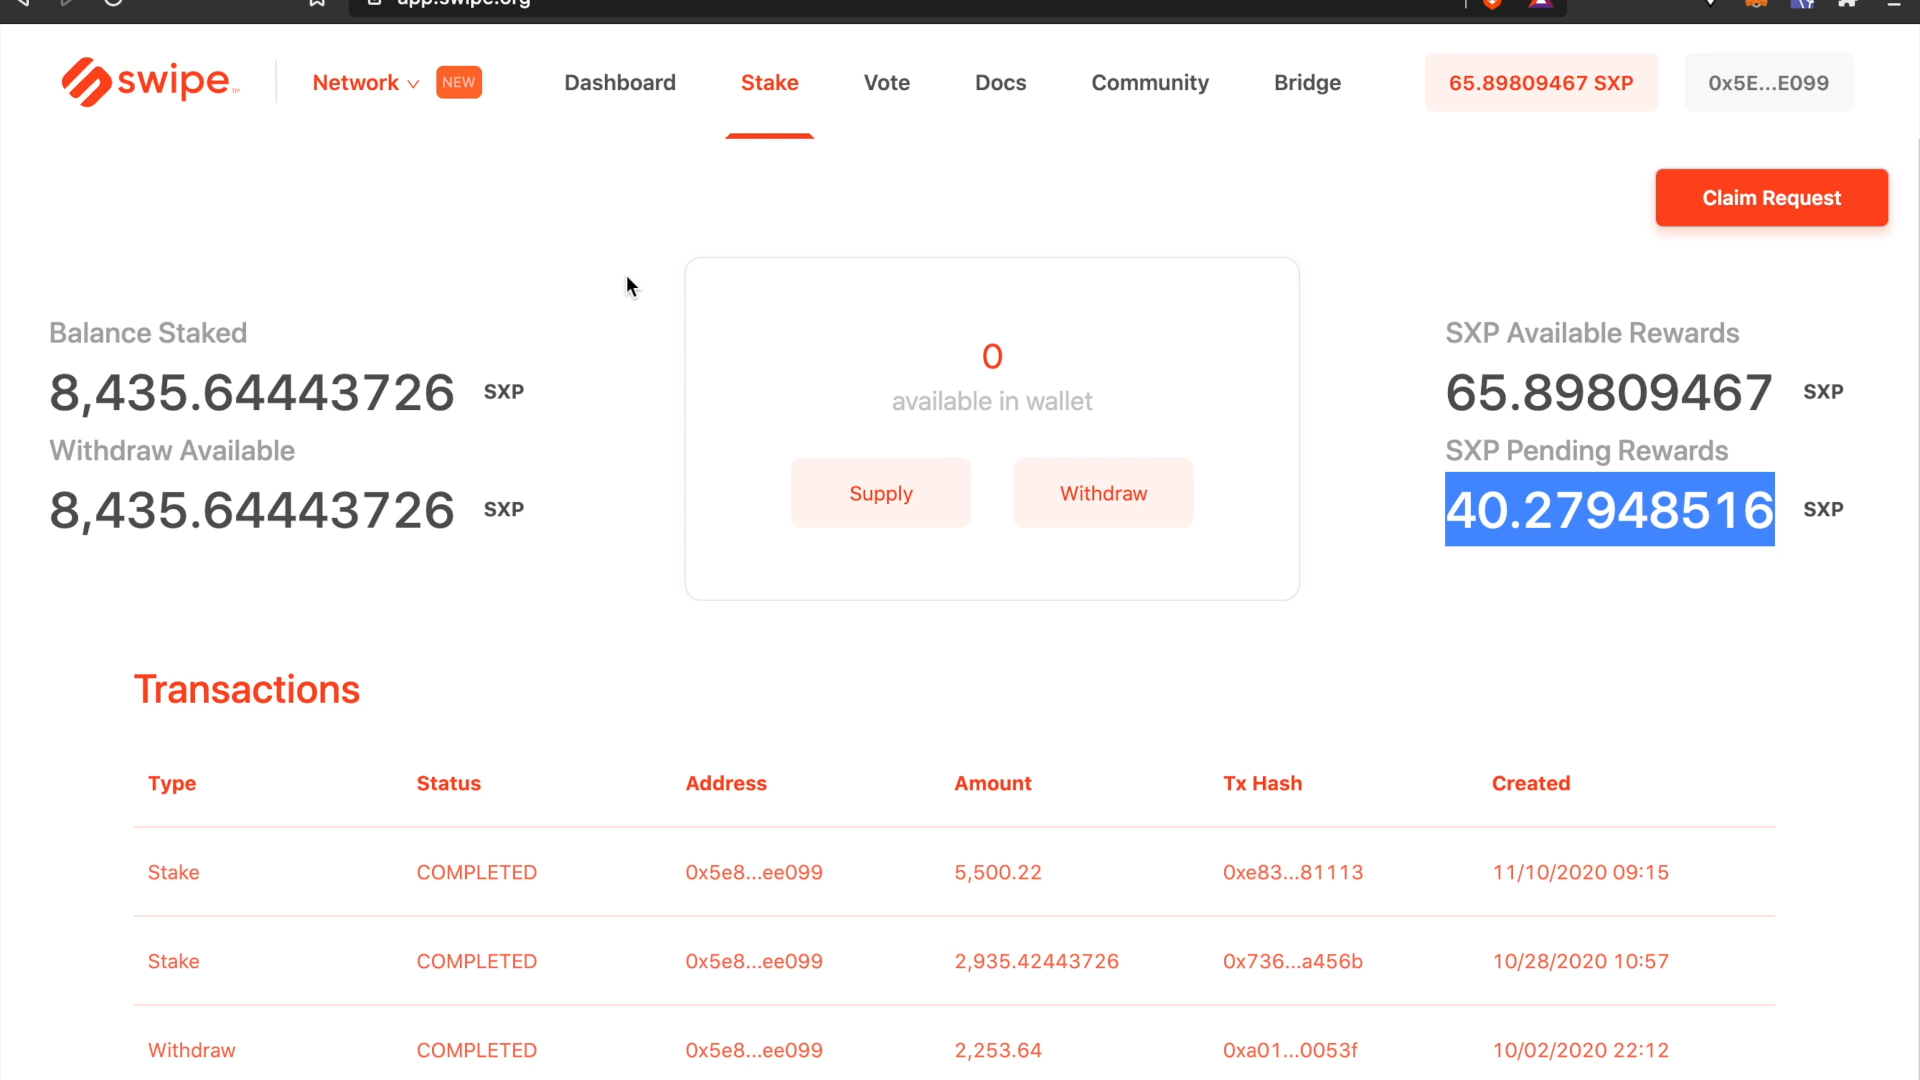 app.swipe.org
swipe™ Network NEW Dashboard Stake Vote Docs Community Bridge 65.89809467 SXP 0x5E...E099
Claim Request
Balance Staked
8,435.64443726 SXP
Withdraw Available
8,435.64443726 SXP
0
available in wallet
Supply Withdraw
SXP Available Rewards
65.89809467 SXP
SXP Pending Rewards
40.27948516 SXP
Transactions
Type Status Address Amount Tx Hash Created
Stake COMPLETED 0x5e8...ee099 5,500.22 0xe83...81113 11/10/2020 09:15
Stake COMPLETED 0x5e8...ee099 2,935.42443726 0x736...a456b 10/28/2020 10:57
Withdraw COMPLETED 0x5e8...ee099 2,253.64 0xa01...0053f 10/02/2020 22:12